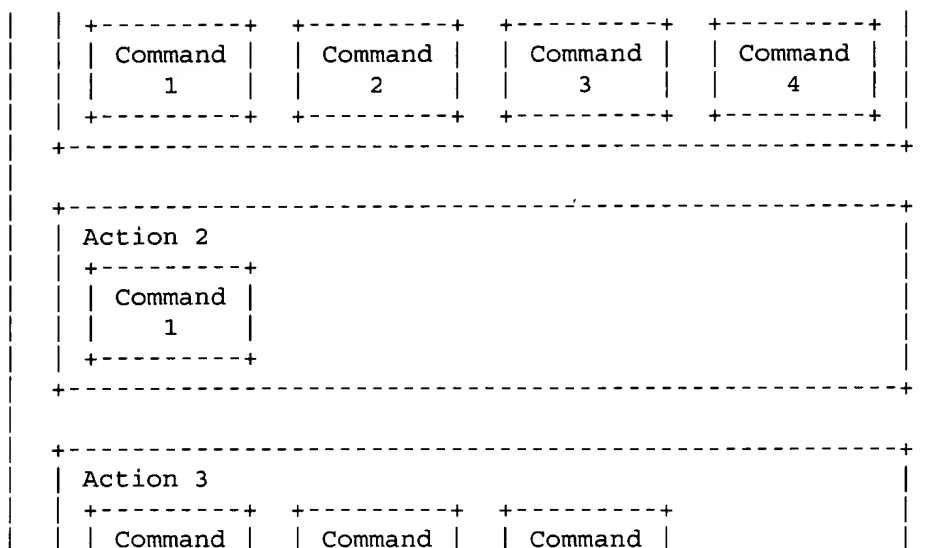 Command Command Command Command
1 2 3 4
Action 2
Command
1
Action 3
Command Command Command